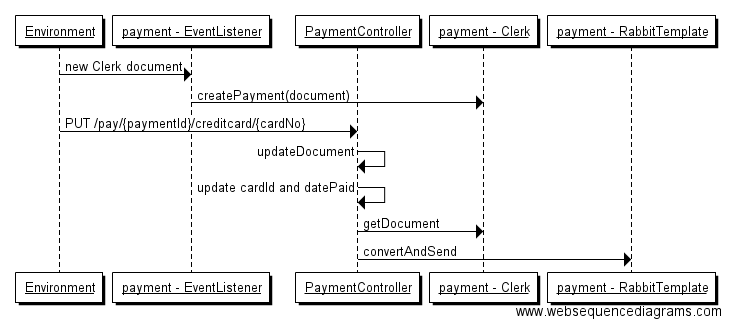 Environment payment - EventListener PaymentController payment - Clerk payment - RabbitTemplate
new Clerk document
createPayment(document)
PUT /pay/{paymentId}/creditcard/{cardNo}
updateDocument
update cardId and datePaid
getDocument
convertAndSend
Environment payment - EventListener PaymentController payment - Clerk payment - RabbitTemplate
www.websequencediagrams.com